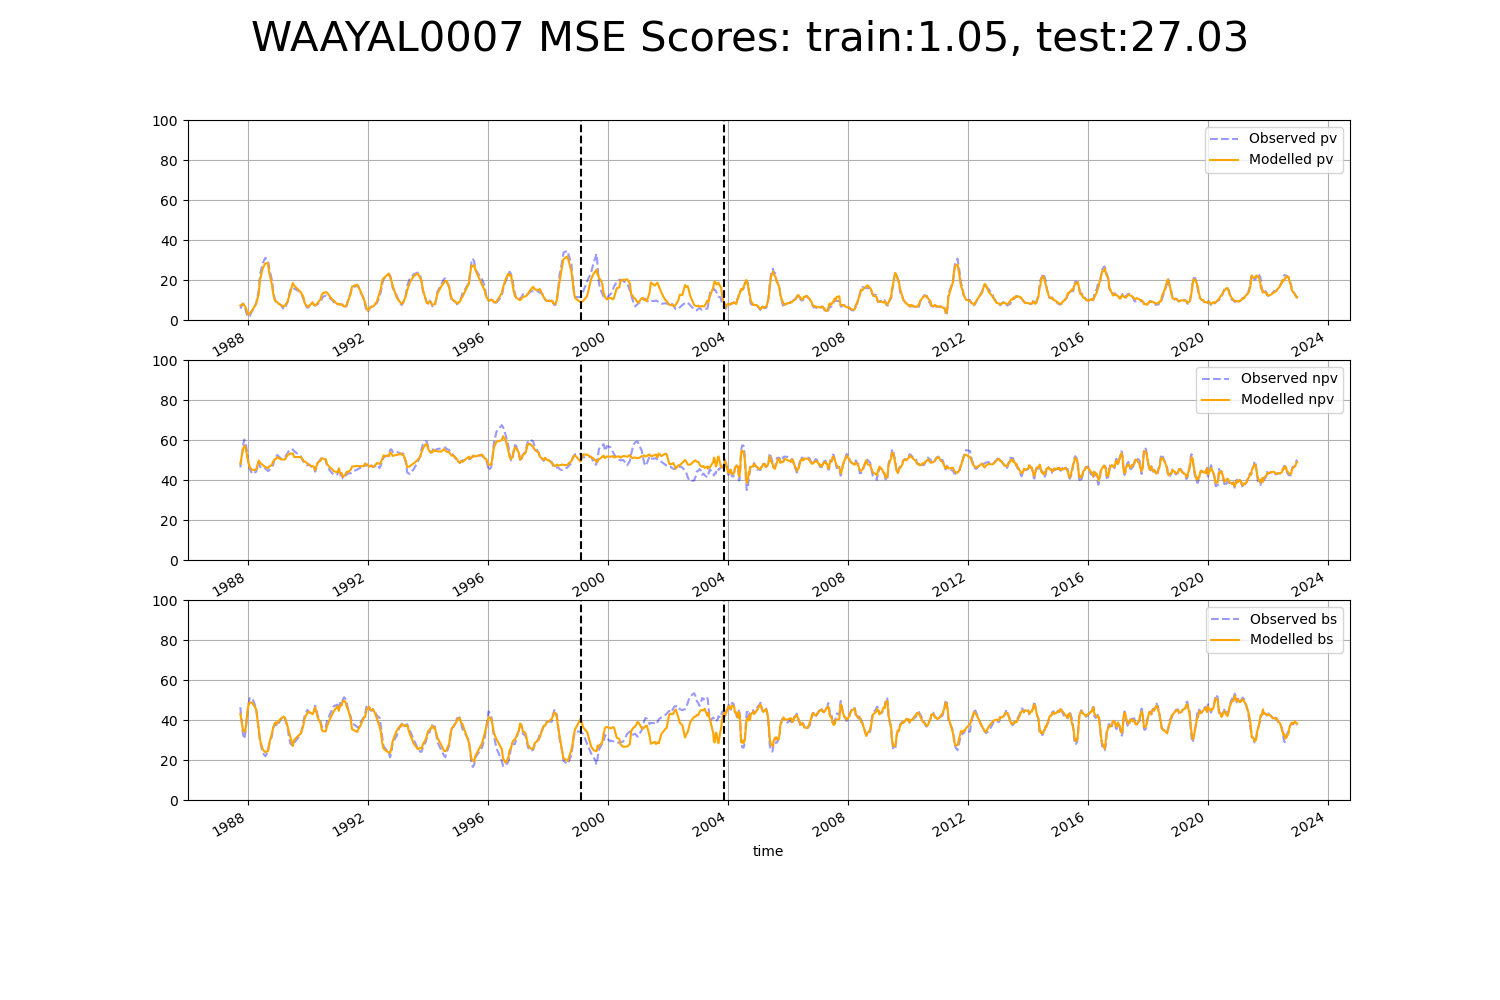 WAAYAL0007 MSE Scores: train:1.05, test:27.03
100
80
60
40
20
0
Observed pv
Modelled pv
1988 1992 1996 2000 2004 2008 2012 2016 2020 2024
100
80
60
40
20
0
Observed npv
Modelled npv
1988 1992 1996 2000 2004 2008 2012 2016 2020 2024
100
80
60
40
20
0
Observed bs
Modelled bs
1988 1992 1996 2000 2004 2008 2012 2016 2020 2024
time